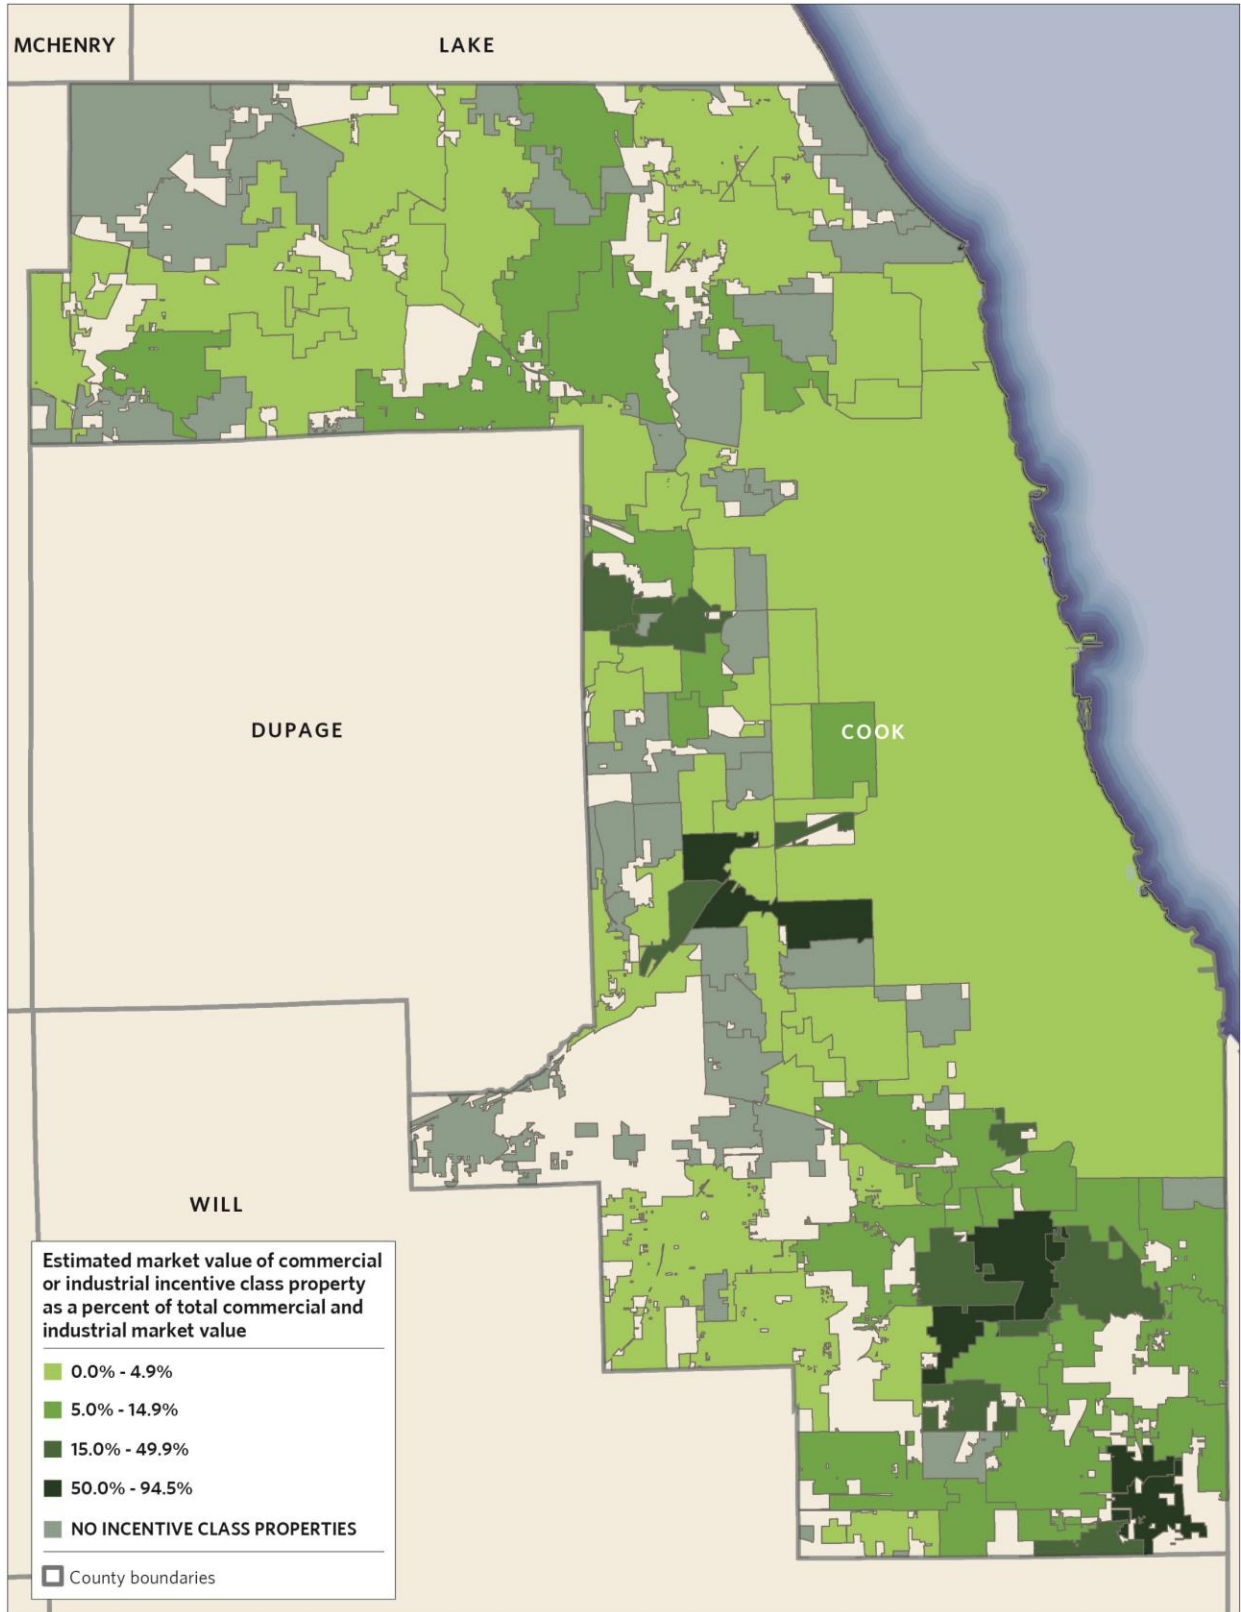 MCHENRY
LAKE
DUPAGE
COOK
WILL
Estimated market value of commercial
or industrial incentive class property
as a percent of total commercial and
industrial market value
0.0% - 4.9%
5.0% - 14.9%
15.0% - 49.9%
50.0% - 94.5%
NO INCENTIVE CLASS PROPERTIES
County boundaries